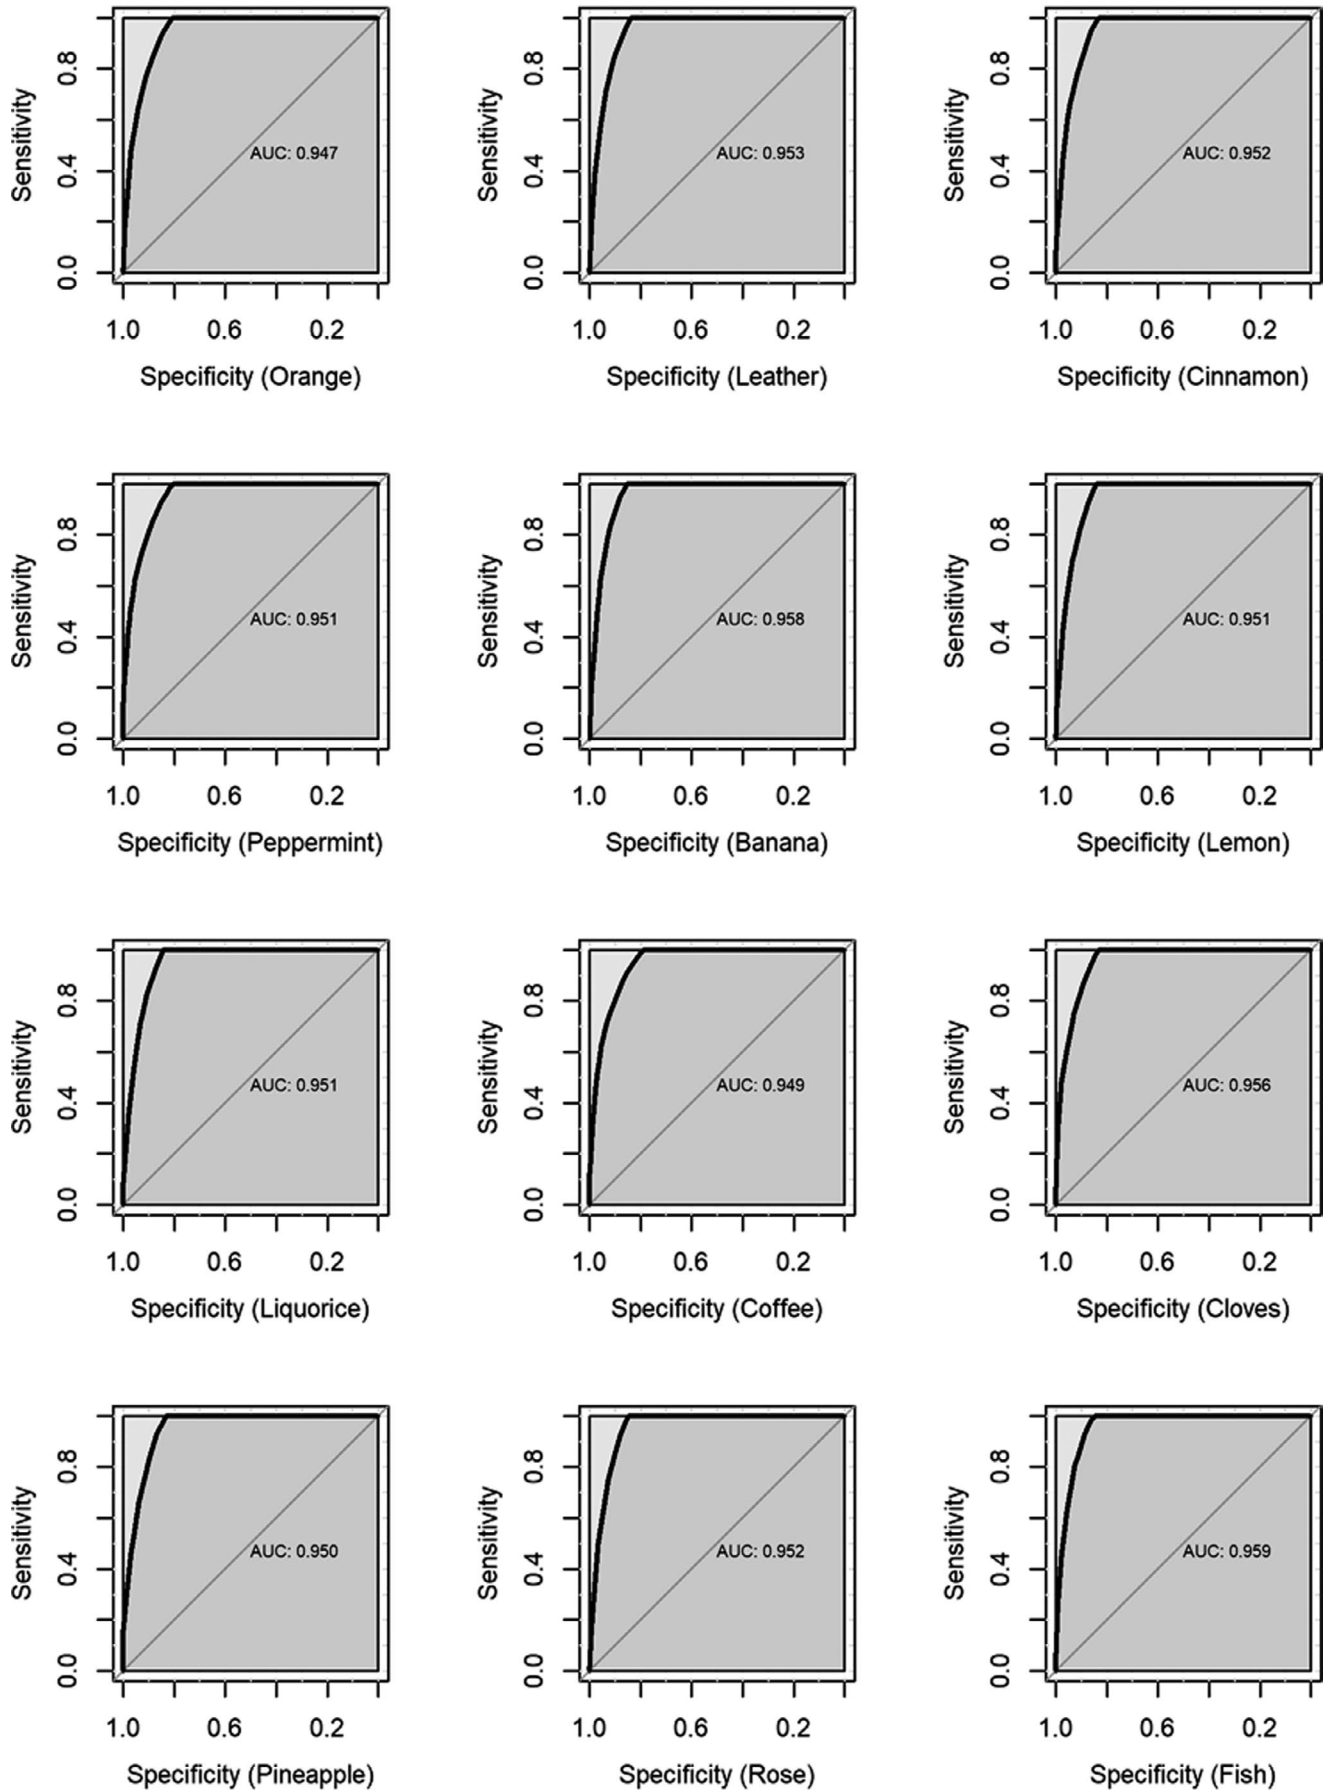 Sensitivity
0.0 0.4 0.8
AUC: 0.947
1.0 0.6 0.2
Specificity (Orange)
Sensitivity
0.0 0.4 0.8
AUC: 0.953
1.0 0.6 0.2
Specificity (Leather)
Sensitivity
0.0 0.4 0.8
AUC: 0.952
1.0 0.6 0.2
Specificity (Cinnamon)
Sensitivity
0.0 0.4 0.8
AUC: 0.951
1.0 0.6 0.2
Specificity (Peppermint)
Sensitivity
0.0 0.4 0.8
AUC: 0.958
1.0 0.6 0.2
Specificity (Banana)
Sensitivity
0.0 0.4 0.8
AUC: 0.951
1.0 0.6 0.2
Specificity (Lemon)
Sensitivity
0.0 0.4 0.8
AUC: 0.951
1.0 0.6 0.2
Specificity (Liquorice)
Sensitivity
0.0 0.4 0.8
AUC: 0.949
1.0 0.6 0.2
Specificity (Coffee)
Sensitivity
0.0 0.4 0.8
AUC: 0.956
1.0 0.6 0.2
Specificity (Cloves)
Sensitivity
0.0 0.4 0.8
AUC: 0.950
1.0 0.6 0.2
Specificity (Pineapple)
Sensitivity
0.0 0.4 0.8
AUC: 0.952
1.0 0.6 0.2
Specificity (Rose)
Sensitivity
0.0 0.4 0.8
AUC: 0.959
1.0 0.6 0.2
Specificity (Fish)